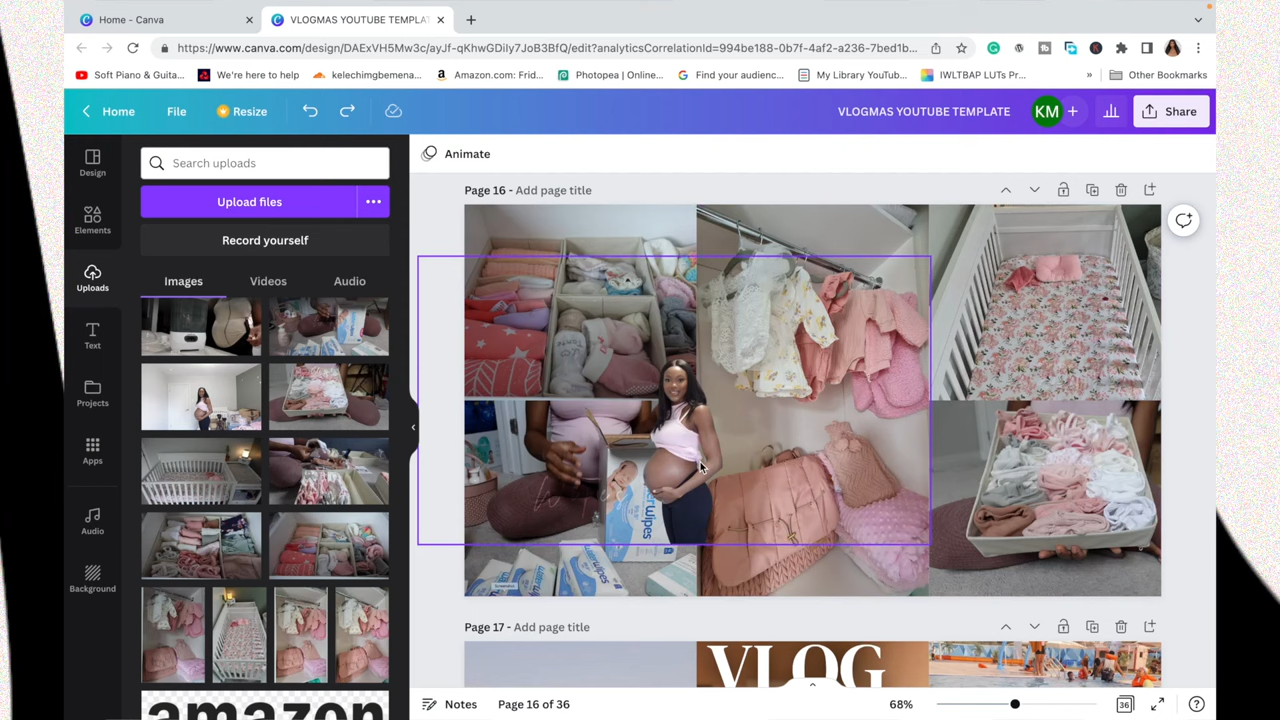 Home - Canva
VLOGMAS YOUTUBE TEMPLAT
https://www.canva.com/design/DAExVH5Mw3c/ayJf-qKhwGDily7JoB3BfQ/edit?analyticsCorrelationId=994be188-0b7f-4af2-a236-7bed1b...
Soft Piano & Guita...
We're here to help
kelechimgbemena...
Amazon.com: Frid...
Photopea | Online...
Find your audienc...
My Library YouTub...
IWLTBAP LUTs Pr...
»
Other Bookmarks
Home
File
Resize
VLOGMAS YOUTUBE TEMPLATE
KM
+
Share
Design
Elements
Uploads
Text
Projects
Apps
Audio
Background
Search uploads
Upload files
Record yourself
Images
Videos
Audio
amazon
Animate
Page 16 - Add page title
waterwipes
Page 17 - Add page title
VLOG
Notes
Page 16 of 36
68%
36